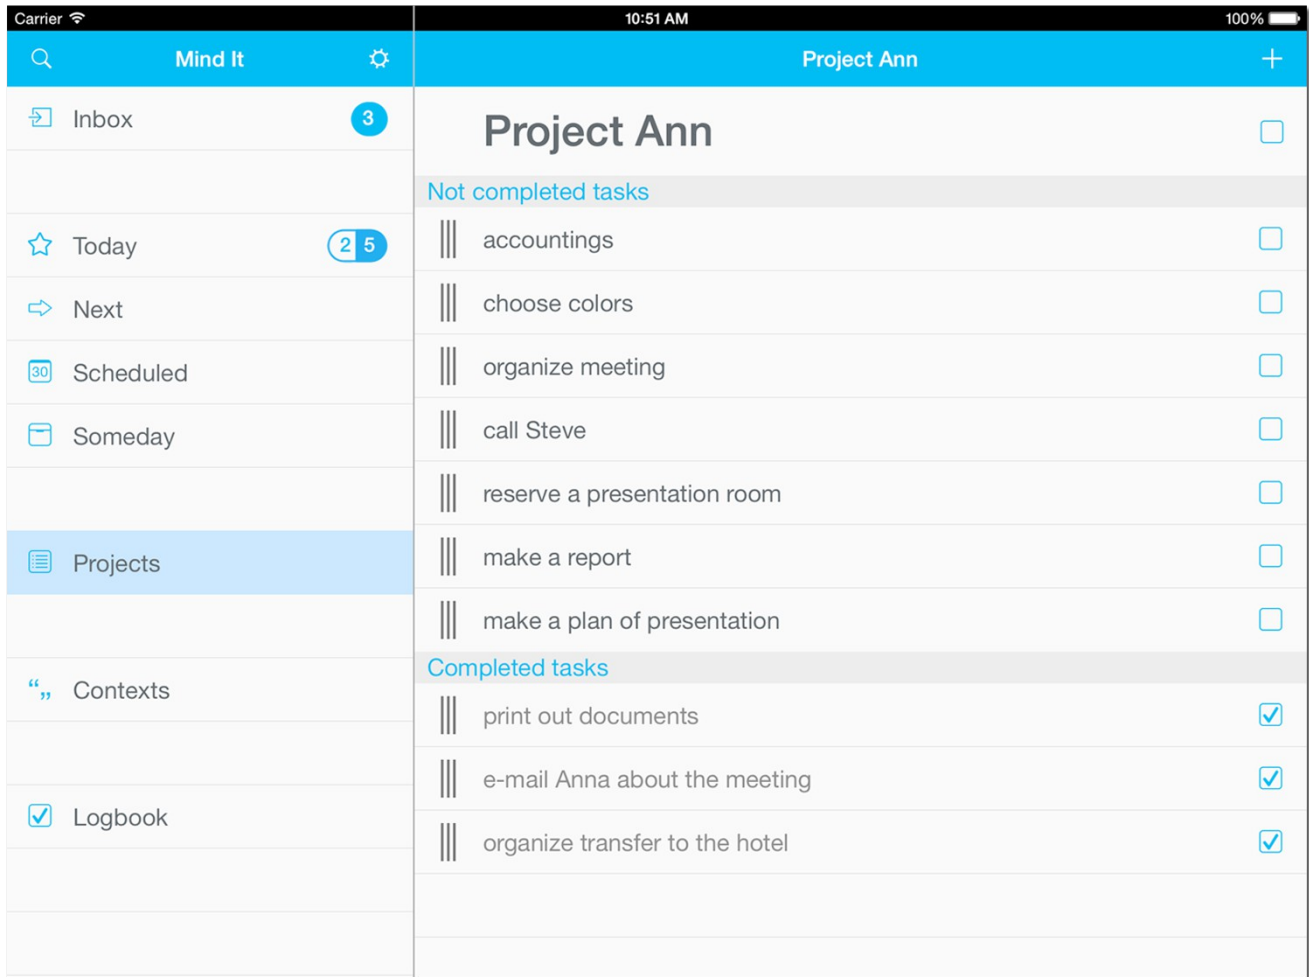 Carrier
10:51 AM
100%
Mind It
Project Ann
Inbox
3
Today
2 5
Next
30
Scheduled
Someday
Projects
“„
Contexts
Logbook
Project Ann
Not completed tasks
accountings
choose colors
organize meeting
call Steve
reserve a presentation room
make a report
make a plan of presentation
Completed tasks
print out documents
e-mail Anna about the meeting
organize transfer to the hotel